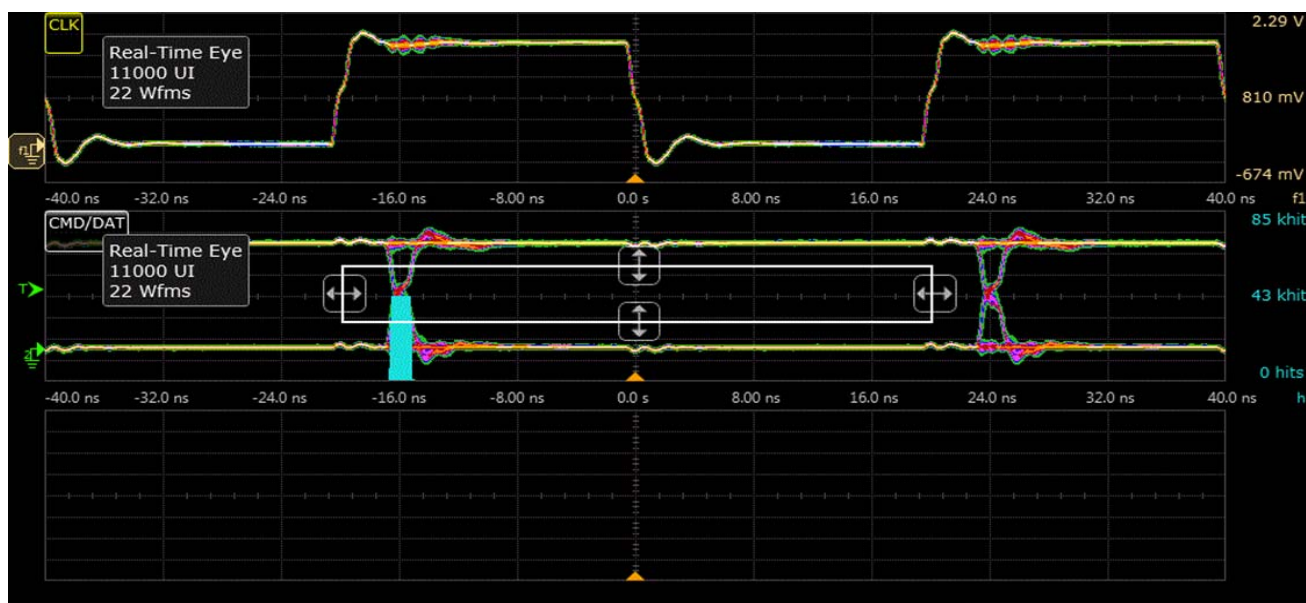 CLK
Real-Time Eye
11000 UI
22 Wfms
2.29 V
810 mV
-674 mV
f1
-40.0 ns -32.0 ns -24.0 ns -16.0 ns -8.00 ns 0.0 s 8.00 ns 16.0 ns 24.0 ns 32.0 ns 40.0 ns f1
CMD/DAT
Real-Time Eye
11000 UI
22 Wfms
85 khit
T
43 khit
2
0 hits
-40.0 ns -32.0 ns -24.0 ns -16.0 ns -8.00 ns 0.0 s 8.00 ns 16.0 ns 24.0 ns 32.0 ns 40.0 ns h